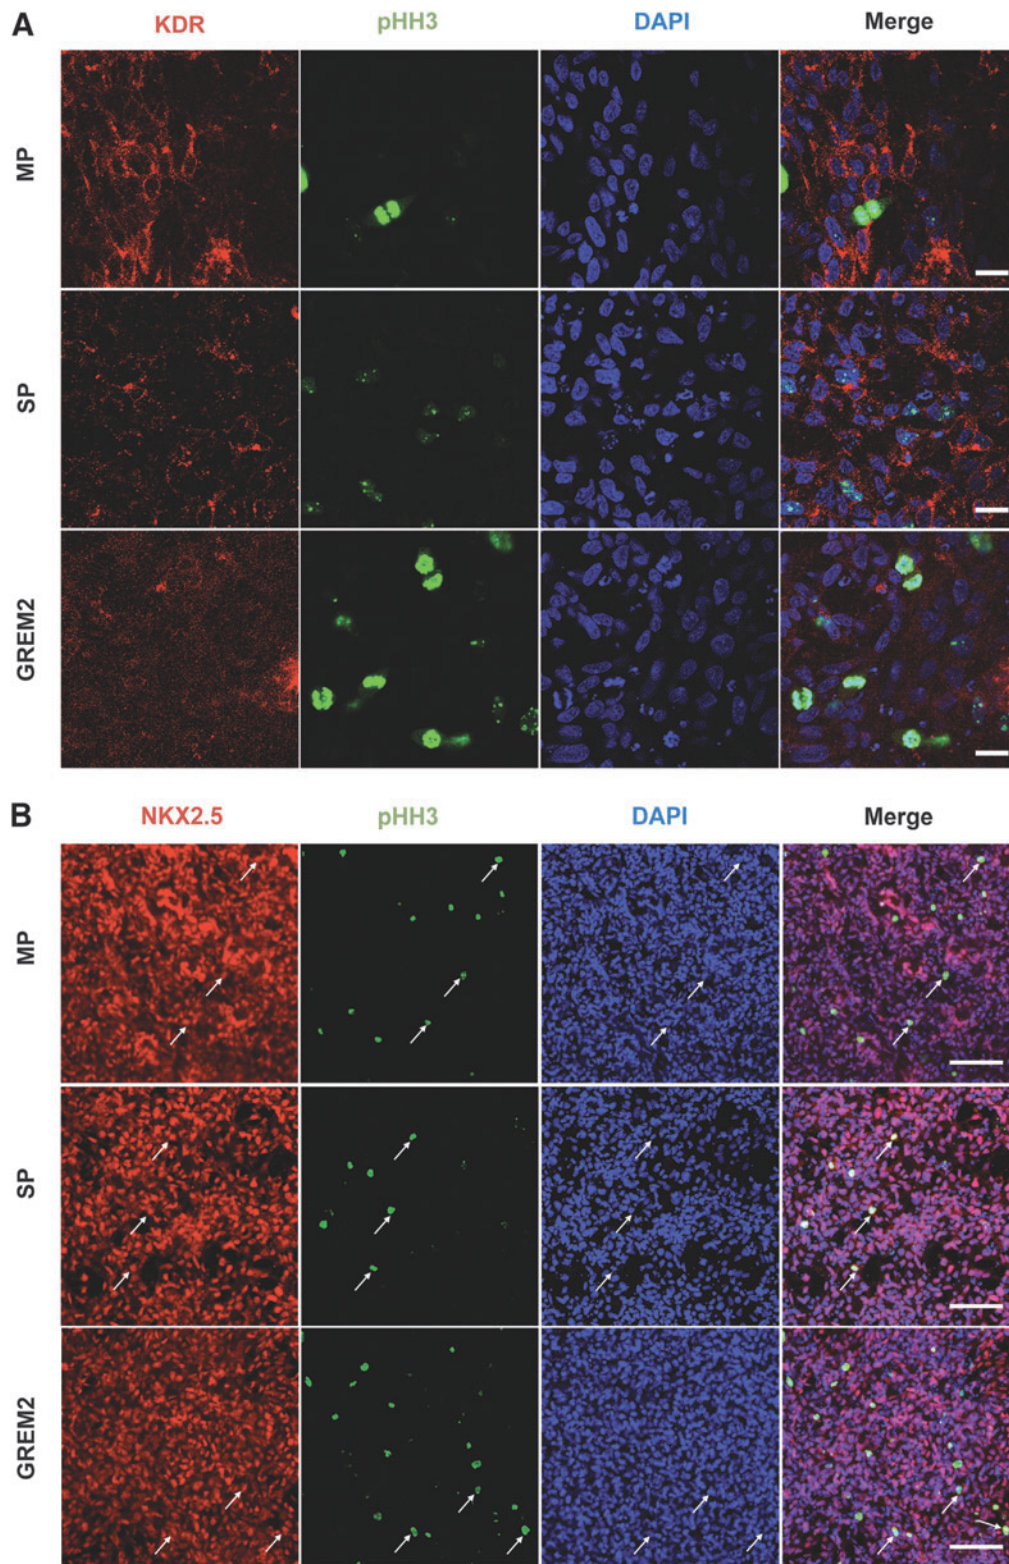 A
KDR pHH3 DAPI Merge
MP
SP
GREM2
B
NKX2.5 pHH3 DAPI Merge
MP
SP
GREM2